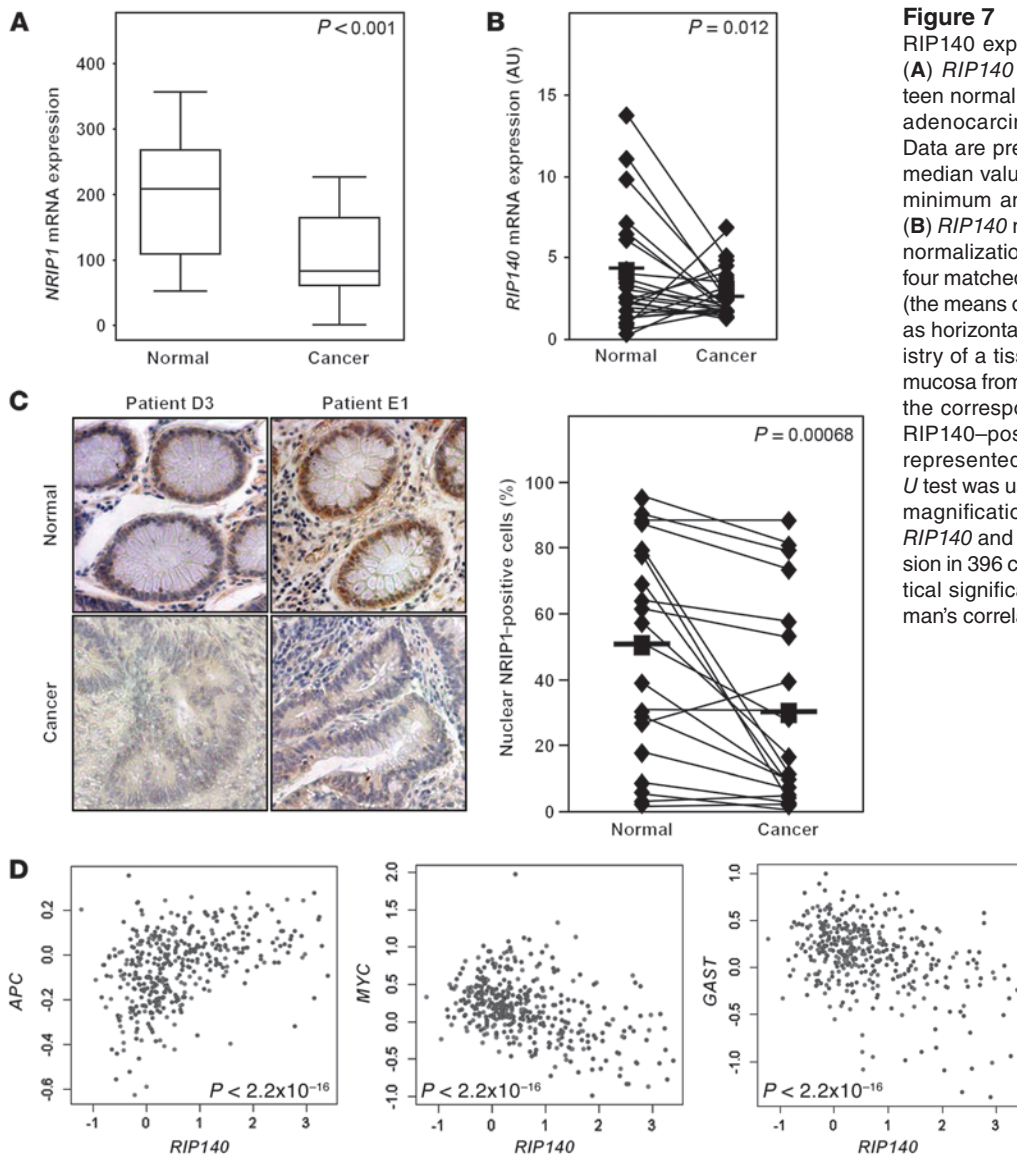 A
P < 0.001
NRIP1 mRNA expression
400
300
200
100
0
Normal
Cancer
B
P = 0.012
RIP140 mRNA expression (AU)
15
10
5
0
Normal
Cancer
Figure 7
RIP140 exp
(A) RIP140
teen normal
adenocarcin
Data are pre
median valu
minimum ar
(B) RIP140 r
normalization
four matched
(the means o
as horizonta
istry of a tiss
mucosa from
the correspo
RIP140–posi
represented
U test was u
magnificatio
RIP140 and
sion in 396 c
tical significa
man's correla
C
Patient D3
Patient E1
Normal
Cancer
P = 0.00068
Nuclear NRIP1-positive cells (%)
100
80
60
40
20
0
Normal
Cancer
D
APC
0.2
0.0
-0.2
-0.4
-0.6
P < 2.2x10⁻¹⁶
-1
0
1
2
3
RIP140
MYC
2.0
1.5
1.0
0.5
0.0
-0.5
-1.0
P < 2.2x10⁻¹⁶
-1
0
1
2
3
RIP140
GAST
1.0
0.5
0.0
-0.5
-1.0
P < 2.2x10⁻¹⁶
-1
0
1
2
3
RIP140